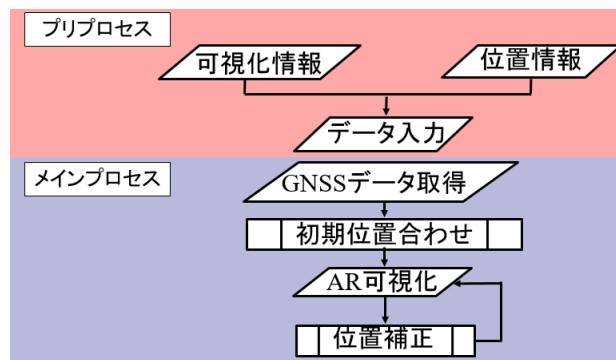 プリプロセス
可視化情報
位置情報
データ入力
メインプロセス
GNSSデータ取得
初期位置合わせ
AR可視化
位置補正